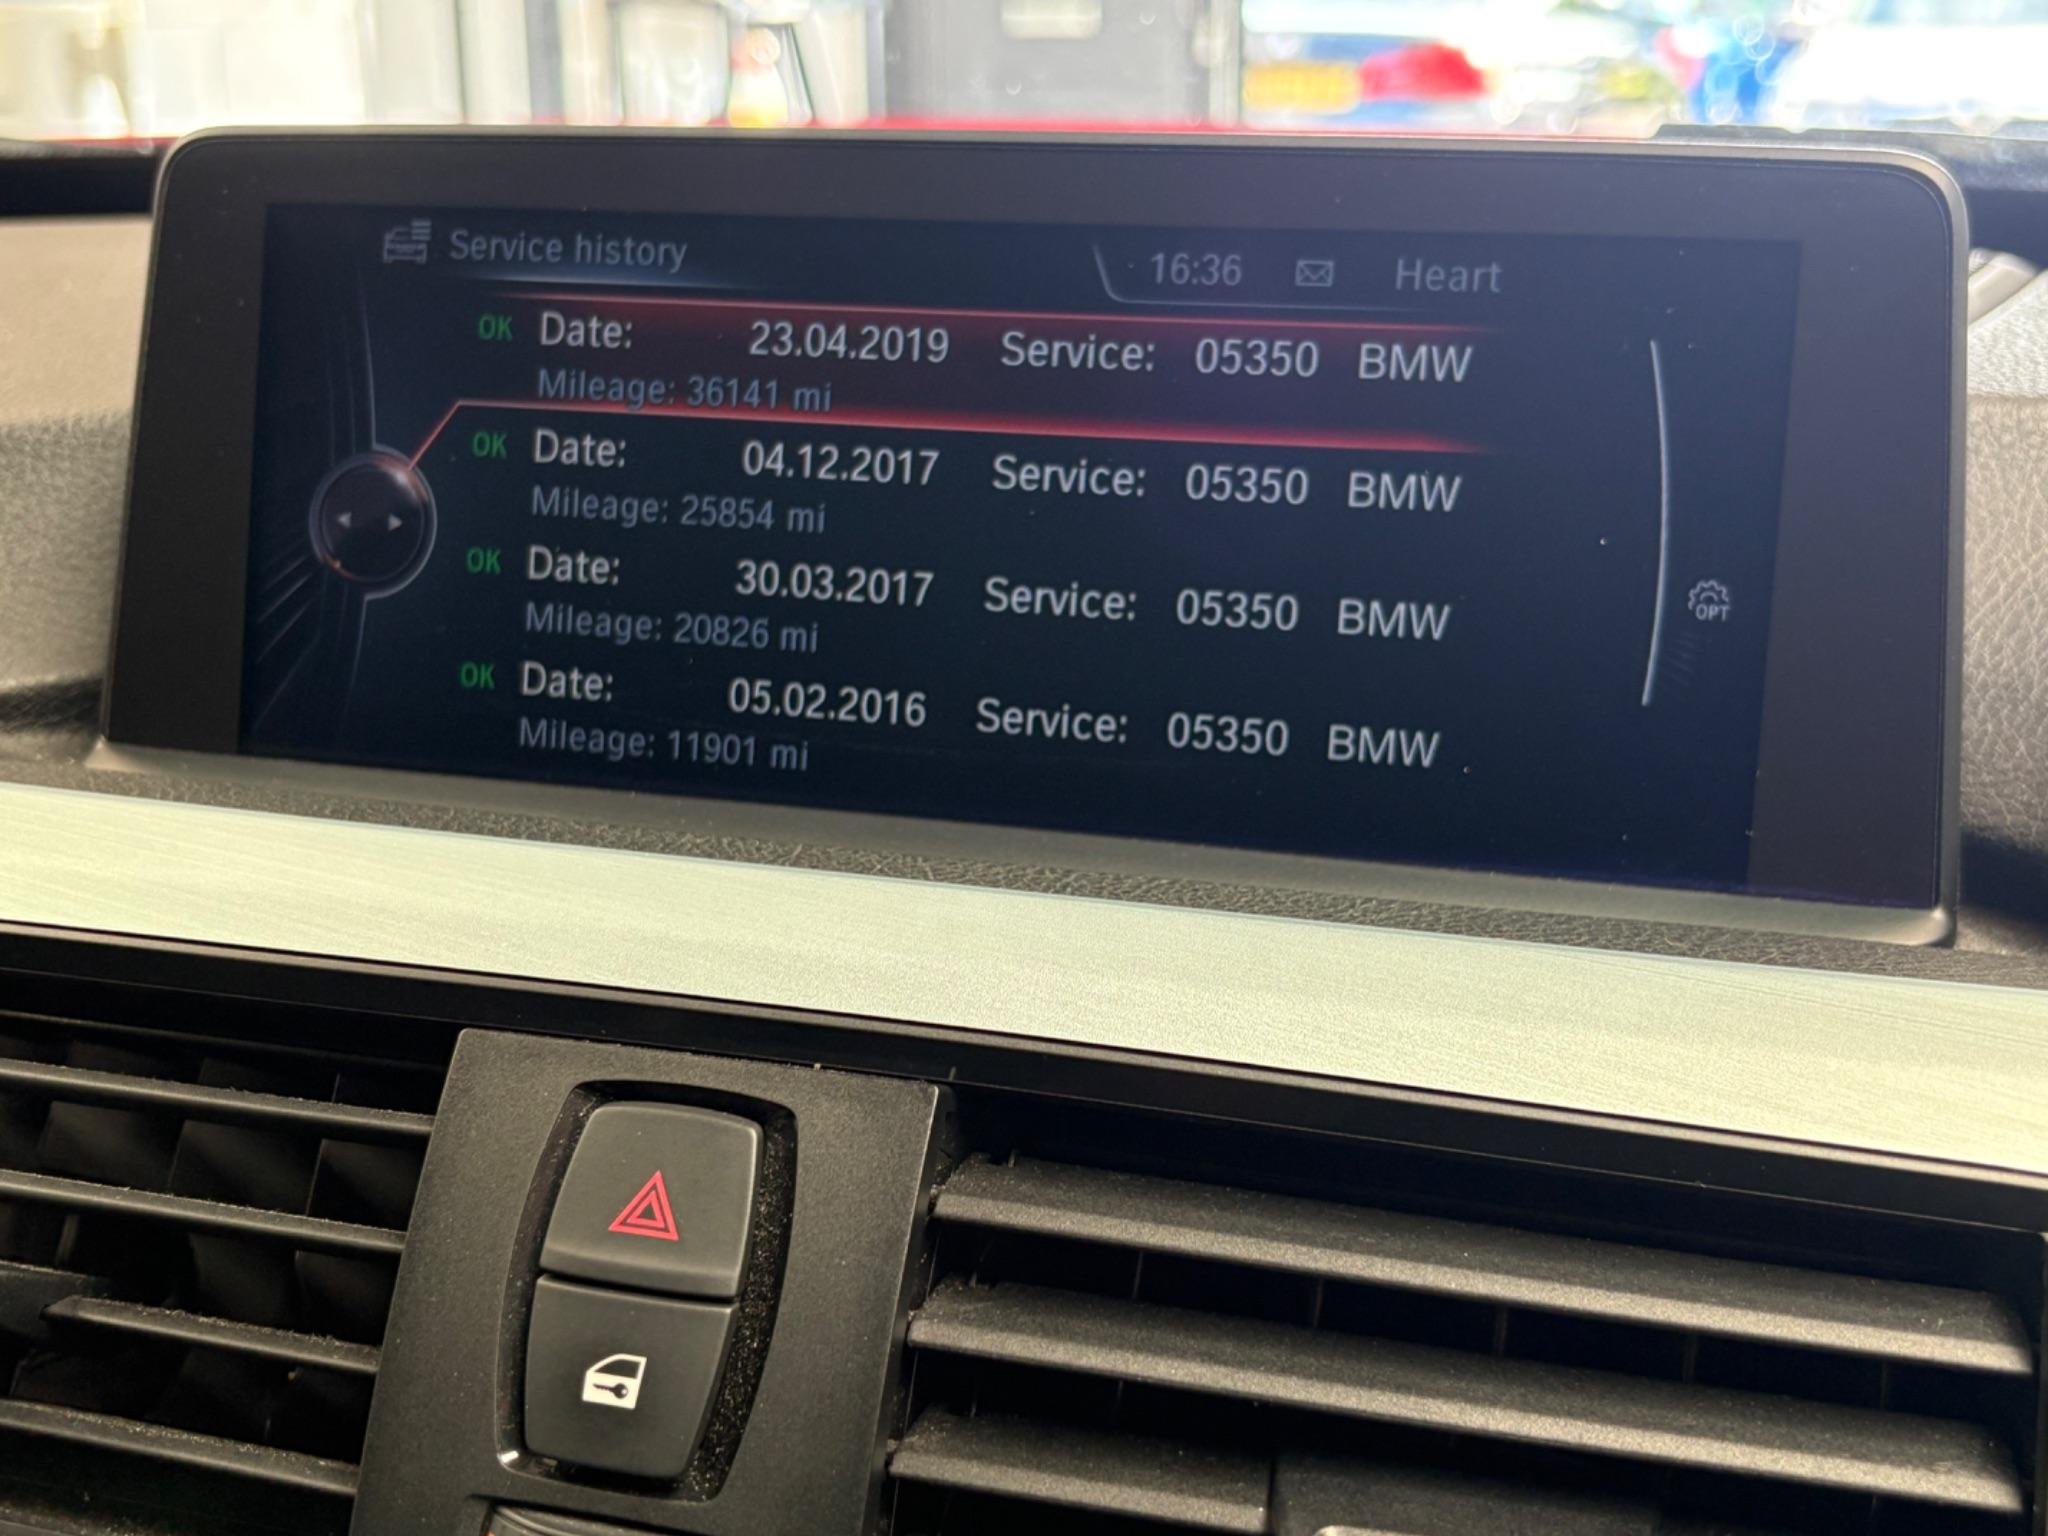 Service history 16:36 Heart
OK Date: 23.04.2019 Service: 05350 BMW
Mileage: 36141 mi
OK Date: 04.12.2017 Service: 05350 BMW
Mileage: 25854 mi
OK Date: 30.03.2017 Service: 05350 BMW
Mileage: 20826 mi
OPT
OK Date: 05.02.2016 Service: 05350 BMW
Mileage: 11901 mi